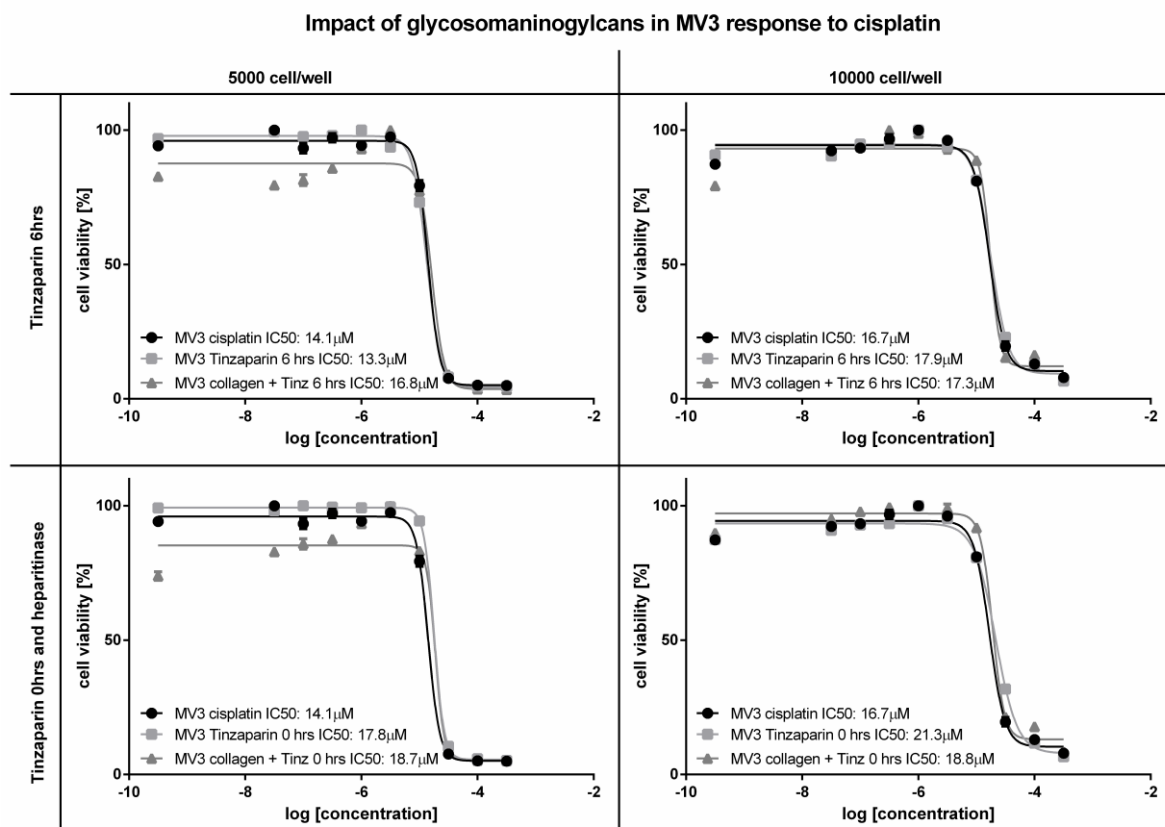 Impact of glycosomaninogylcans in MV3 response to cisplatin
5000 cell/well
10000 cell/well
Tinzaparin 6hrs
cell viability [%]
100
50
0
MV3 cisplatin IC50: 14.1μM
MV3 Tinzaparin 6 hrs IC50: 13.3μM
MV3 collagen + Tinz 6 hrs IC50: 16.8μM
-10 -8 -6 -4 -2
log [concentration]
cell viability [%]
100
50
0
MV3 cisplatin IC50: 16.7μM
MV3 Tinzaparin 6 hrs IC50: 17.9μM
MV3 collagen + Tinz 6 hrs IC50: 17.3μM
-10 -8 -6 -4 -2
log [concentration]
Tinzaparin 0hrs and heparitinase
cell viability [%]
100
50
0
MV3 cisplatin IC50: 14.1μM
MV3 Tinzaparin 0 hrs IC50: 17.8μM
MV3 collagen + Tinz 0 hrs IC50: 18.7μM
-10 -8 -6 -4 -2
log [concentration]
cell viability [%]
100
50
0
MV3 cisplatin IC50: 16.7μM
MV3 Tinzaparin 0 hrs IC50: 21.3μM
MV3 collagen + Tinz 0 hrs IC50: 18.8μM
-10 -8 -6 -4 -2
log [concentration]